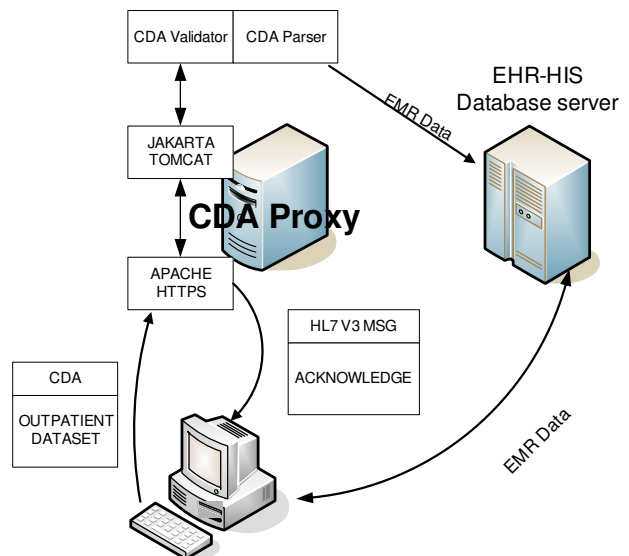 CDA Validator
CDA Parser
EHR-HIS
Database server
EMR Data
JAKARTA
TOMCAT
CDA Proxy
APACHE
HTTPS
HL7 V3 MSG
ACKNOWLEDGE
CDA
OUTPATIENT
DATASET
EMR Data